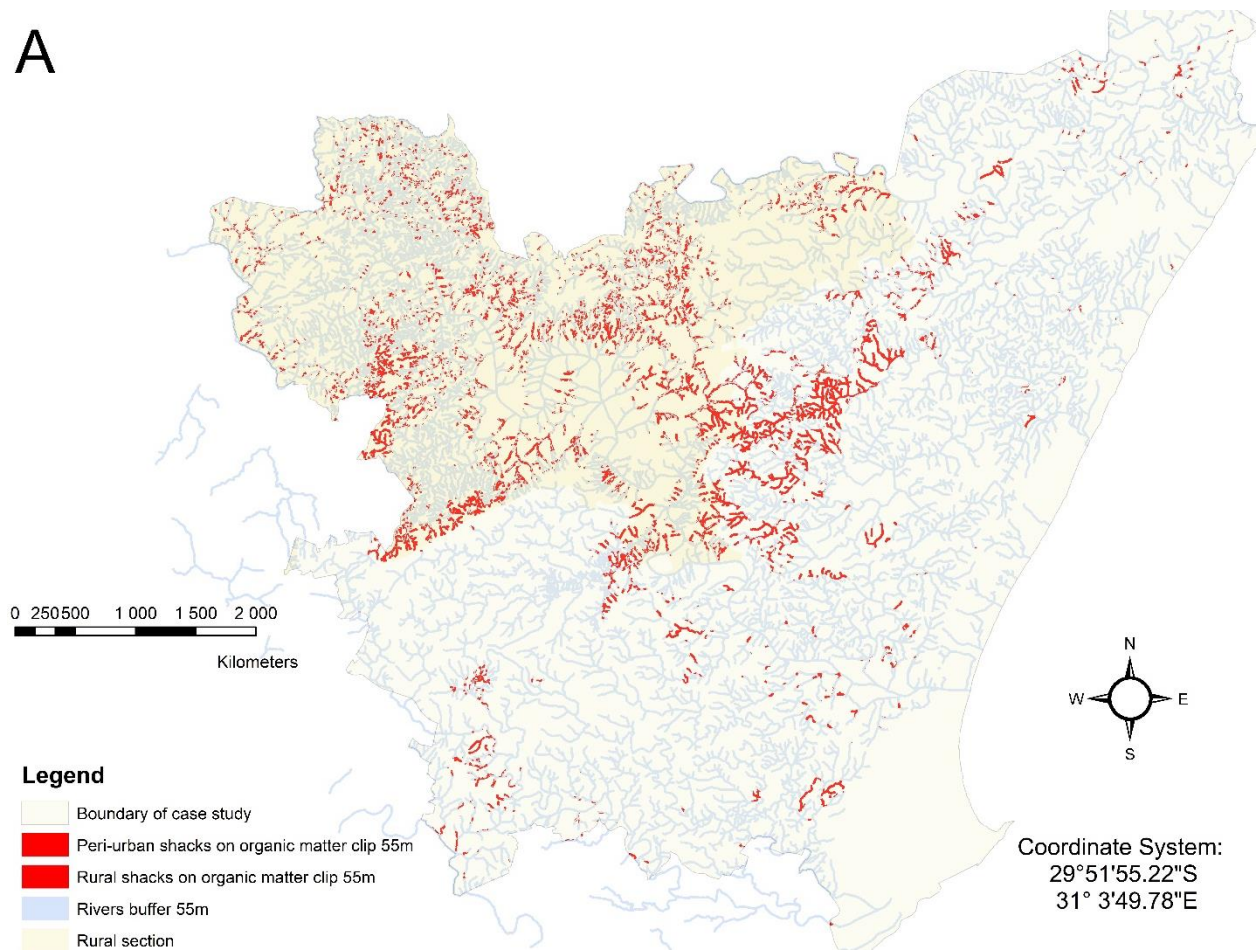 A
0 250 500 1 000 1 500 2 000
Kilometers
N
W E
S
Legend
Boundary of case study
Peri-urban shacks on organic matter clip 55m
Rural shacks on organic matter clip 55m
Rivers buffer 55m
Rural section
Coordinate System:
29°51'55.22"S
31° 3'49.78"E